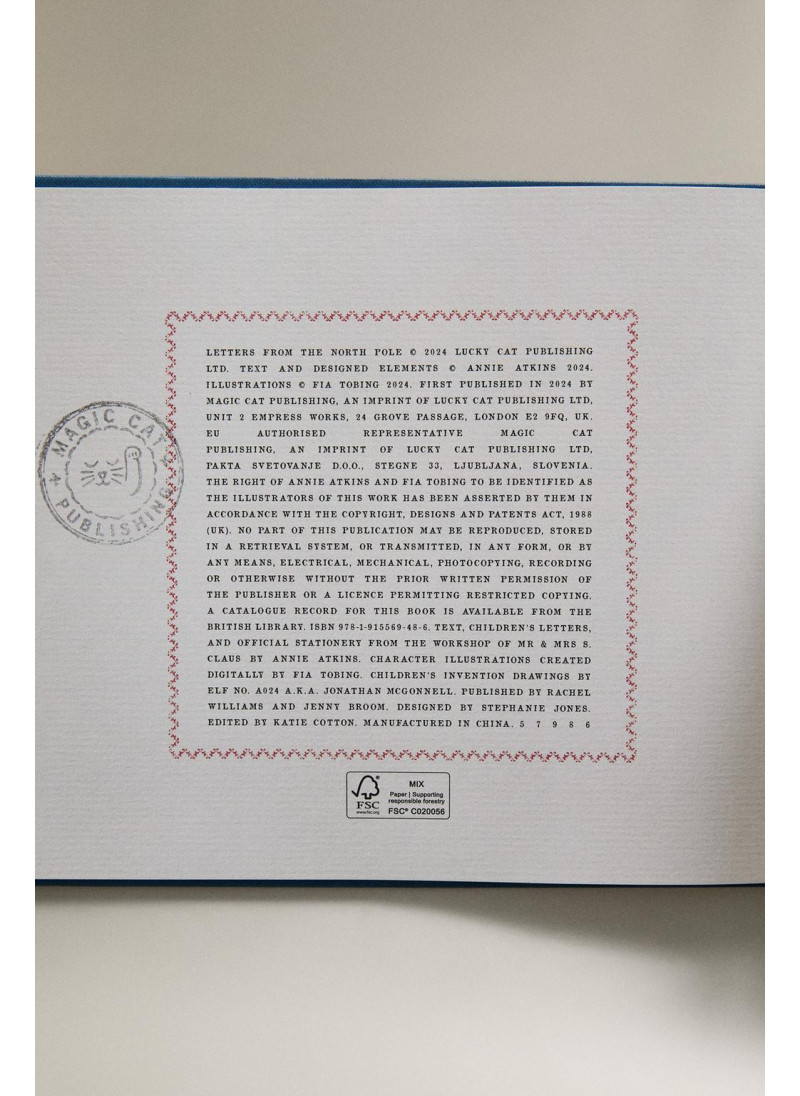 LETTERS FROM THE NORTH POLE © 2024 LUCKY CAT PUBLISHING
LTD. TEXT AND DESIGNED ELEMENTS © ANNIE ATKINS 2024.
ILLUSTRATIONS © FIA TOBING 2024. FIRST PUBLISHED IN 2024 BY
MAGIC CAT PUBLISHING, AN IMPRINT OF LUCKY CAT PUBLISHING LTD,
UNIT 2 EMPRESS WORKS, 24 GROVE PASSAGE, LONDON E2 9FQ, UK.
EU AUTHORISED REPRESENTATIVE MAGIC CAT
PUBLISHING, AN IMPRINT OF LUCKY CAT PUBLISHING LTD,
PAKTA SVETOVANJE D.O.O., STEGNE 33, LJUBLJANA, SLOVENIA.
THE RIGHT OF ANNIE ATKINS AND FIA TOBING TO BE IDENTIFIED AS
THE ILLUSTRATORS OF THIS WORK HAS BEEN ASSERTED BY THEM IN
ACCORDANCE WITH THE COPYRIGHT, DESIGNS AND PATENTS ACT, 1988
(UK). NO PART OF THIS PUBLICATION MAY BE REPRODUCED, STORED
IN A RETRIEVAL SYSTEM, OR TRANSMITTED, IN ANY FORM, OR BY
ANY MEANS, ELECTRICAL, MECHANICAL, PHOTOCOPYING, RECORDING
OR OTHERWISE WITHOUT THE PRIOR WRITTEN PERMISSION OF
THE PUBLISHER OR A LICENCE PERMITTING RESTRICTED COPYING.
A CATALOGUE RECORD FOR THIS BOOK IS AVAILABLE FROM THE
BRITISH LIBRARY. ISBN 978-1-915569-48-6. TEXT, CHILDREN'S LETTERS,
AND OFFICIAL STATIONERY FROM THE WORKSHOP OF MR & MRS S.
CLAUS BY ANNIE ATKINS. CHARACTER ILLUSTRATIONS CREATED
DIGITALLY BY FIA TOBING. CHILDREN'S INVENTION DRAWINGS BY
ELF NO. A024 A.K.A. JONATHAN MCGONNELL. PUBLISHED BY RACHEL
WILLIAMS AND JENNY BROOM. DESIGNED BY STEPHANIE JONES.
EDITED BY KATIE COTTON. MANUFACTURED IN CHINA. 5 7 9 8 6
MAGIC CAT
PUBLISHING
FSC®
www.fsc.org
MIX
Paper | Supporting
responsible forestry
FSC® C020056